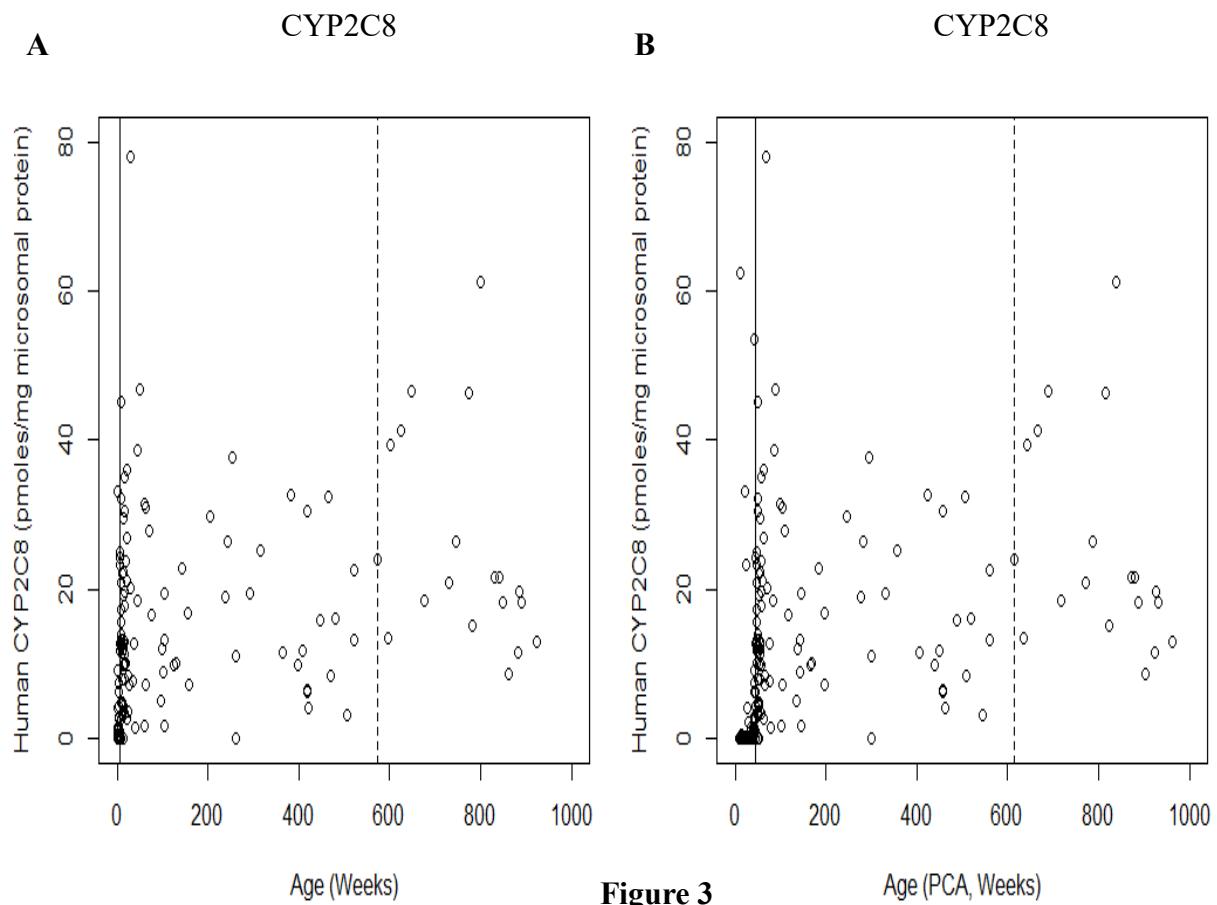 A
CYP2C8
Human CYP2C8 (pmoles/mg microsomal protein)
80
60
40
20
0
0 200 400 600 800 1000
Age (Weeks)
B
CYP2C8
Human CYP2C8 (pmoles/mg microsomal protein)
80
60
40
20
0
0 200 400 600 800 1000
Age (PCA, Weeks)
Figure 3